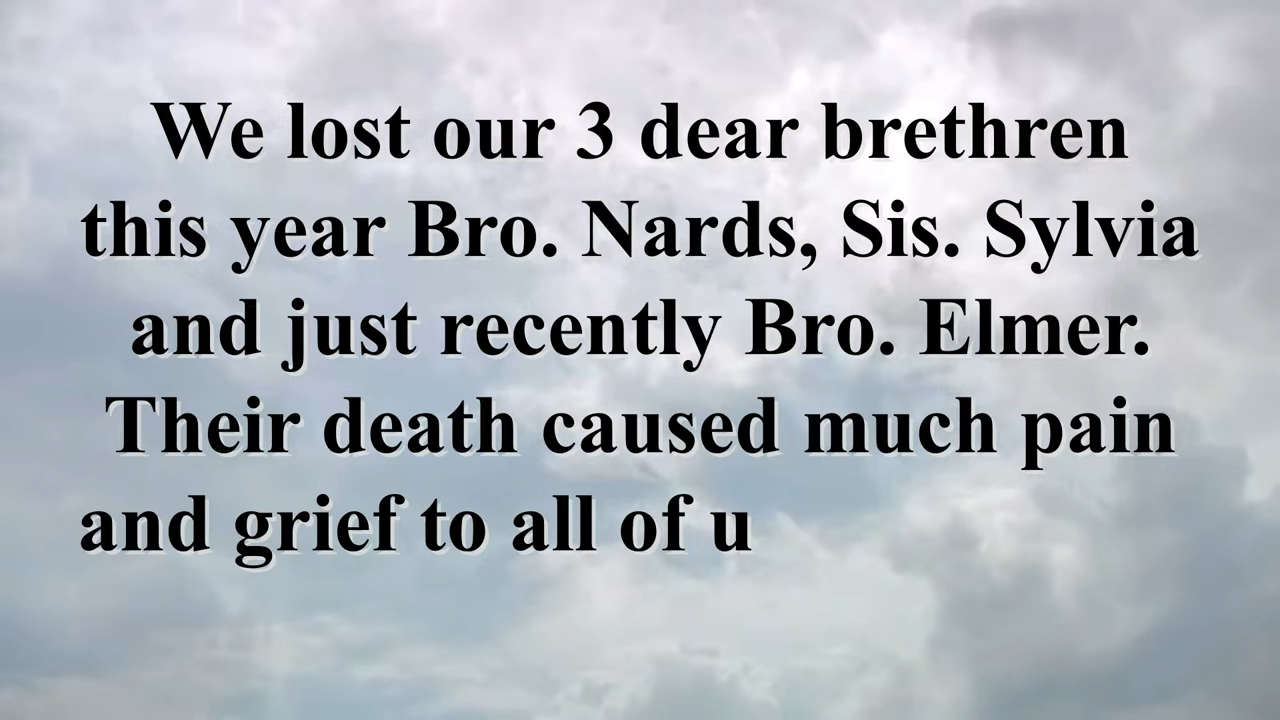 We lost our 3 dear brethren
this year Bro. Nards, Sis. Sylvia
and just recently Bro. Elmer.
Their death caused much pain
and grief to all of u